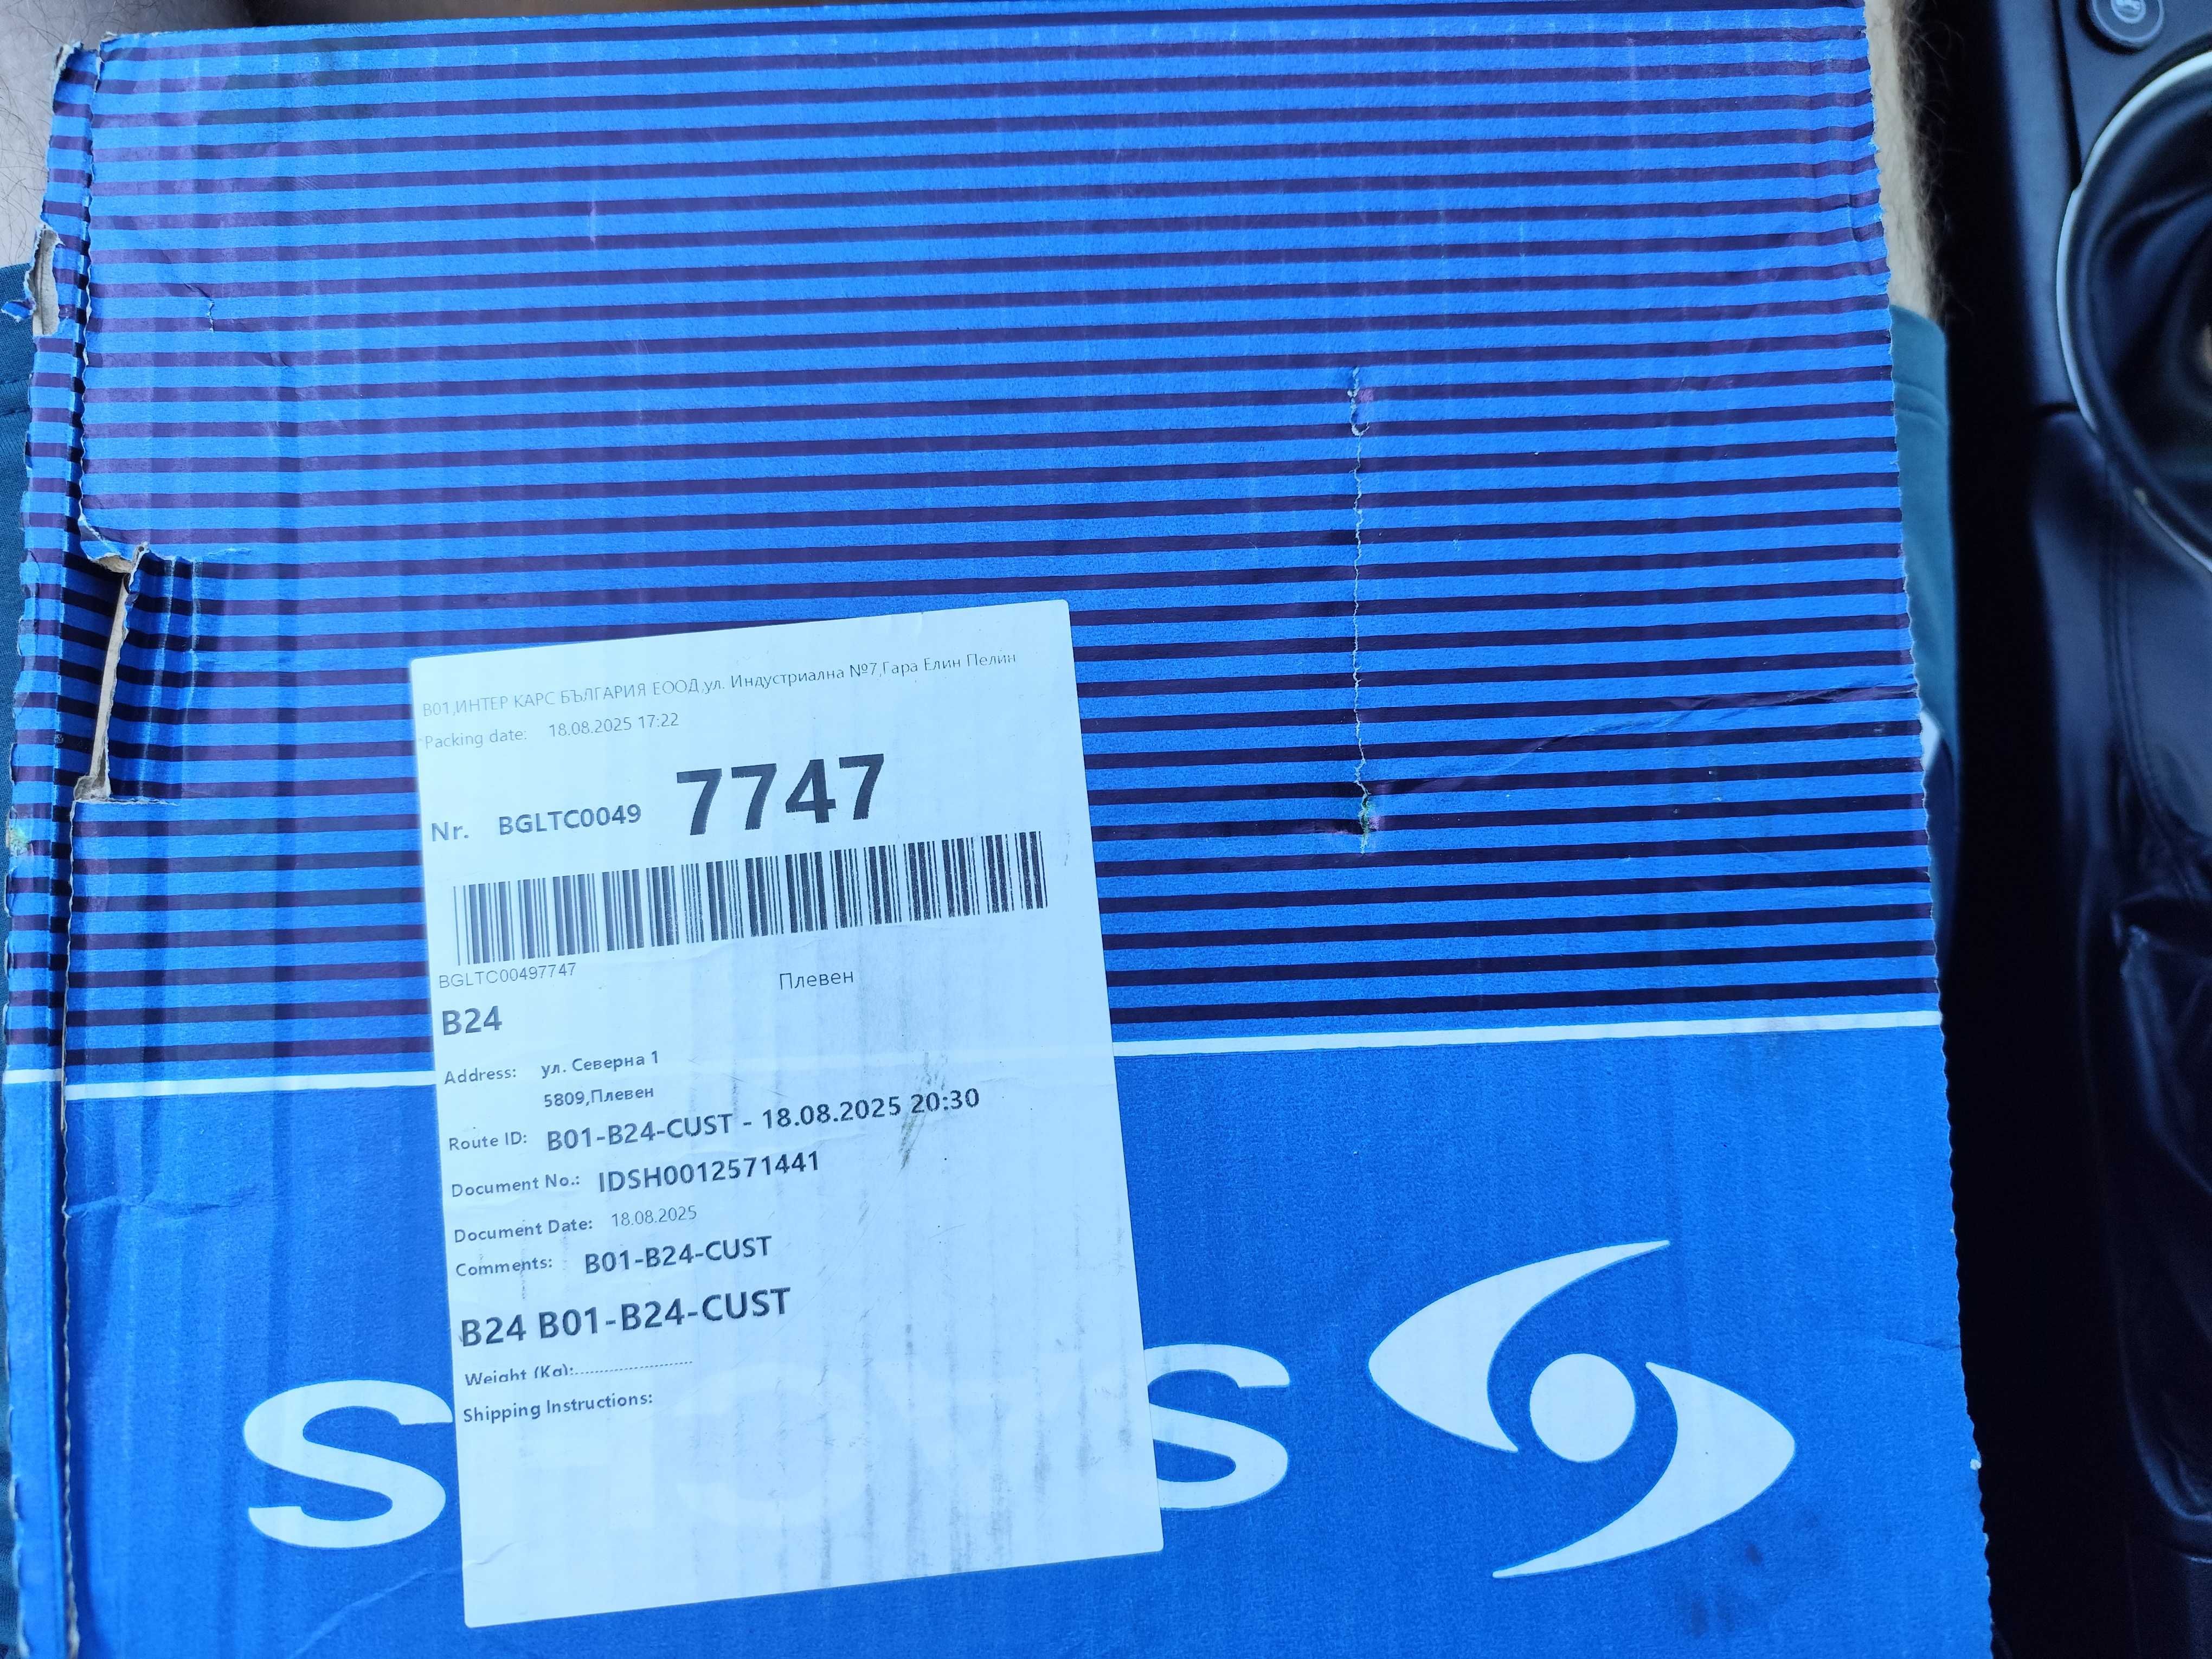 B01,ИНТЕР КАРС БЪЛГАРИЯ ЕООД,ул. Индустриална №7,Гара Елин Пелин
Packing date: 18.08.2025 17:22
Nr. BGLTC0049 7747
BGLTC00497747
Плевен
B24
Address: ул. Северна 1
5809,Плевен
Route ID: B01-B24-CUST - 18.08.2025 20:30
Document No.: IDSH0012571441
Document Date: 18.08.2025
Comments: B01-B24-CUST
B24 B01-B24-CUST
Weight (Kg):........................
Shipping Instructions: